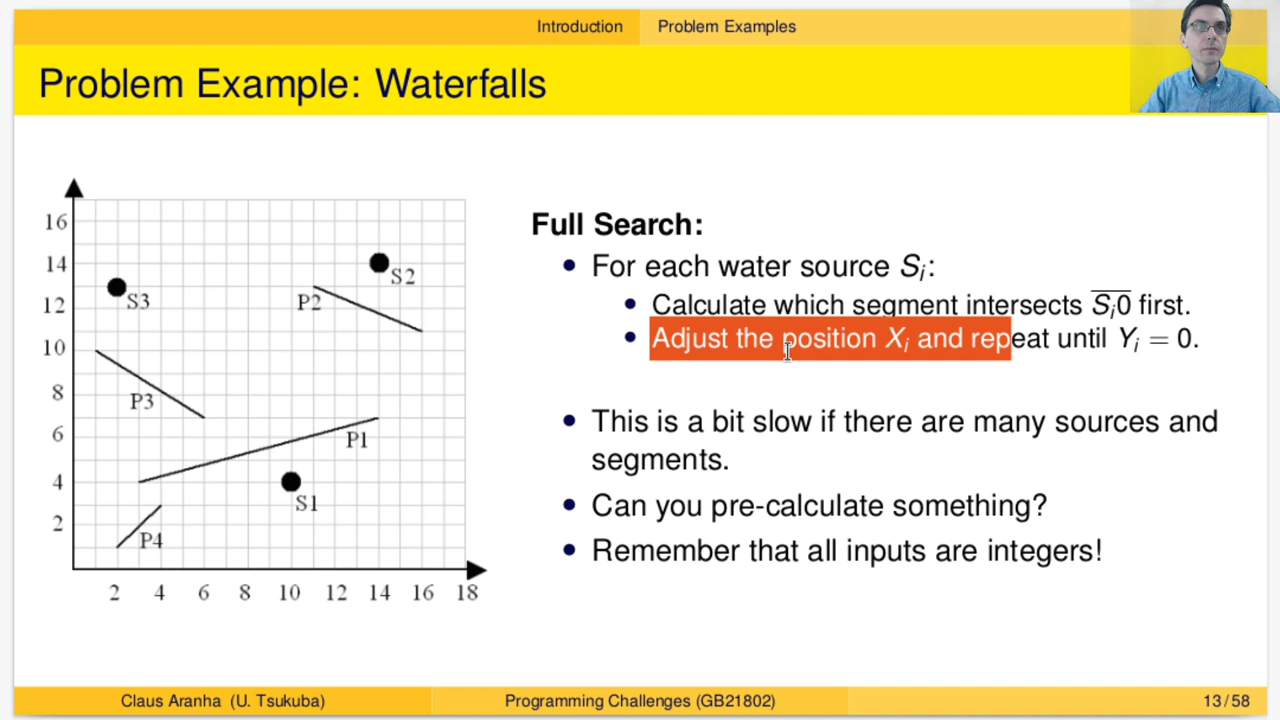 Introduction Problem Examples
Problem Example: Waterfalls
16
14
12
10
8
6
4
2
2 4 6 8 10 12 14 16 18
S3
S2
P2
P3
P1
S1
P4
Full Search:
• For each water source Sᵢ:
• Calculate which segment intersects S̅ᵢ̅0̅ first.
• Adjust the position Xᵢ and repeat until Yᵢ = 0.
• This is a bit slow if there are many sources and
segments.
• Can you pre-calculate something?
• Remember that all inputs are integers!
Claus Aranha (U. Tsukuba) Programming Challenges (GB21802) 13 / 58